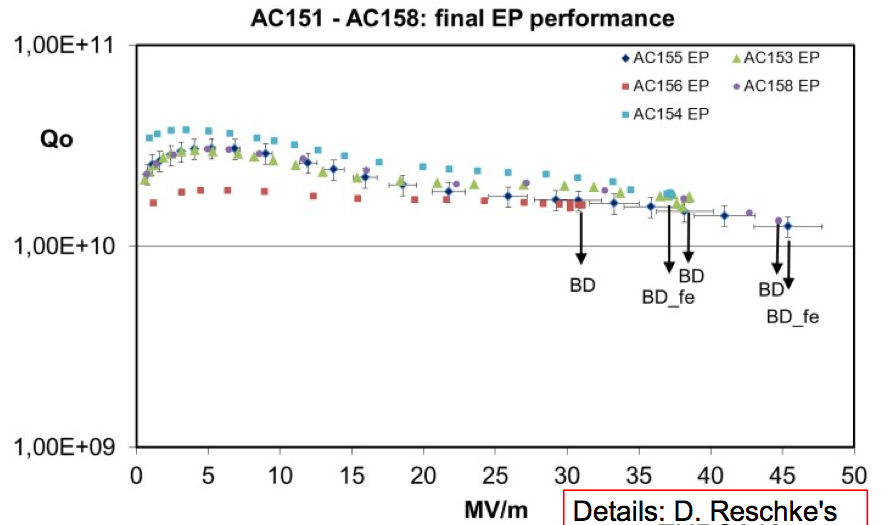 AC151 - AC158: final EP performance
1,00E+11
AC155 EP
AC153 EP
AC156 EP
AC158 EP
AC154 EP
Qo
1,00E+10
BD
BD_fe
BD
BD
BD_fe
1,00E+09
0 5 10 15 20 25 30 35 40 45 50
MV/m
Details: D. Reschke's